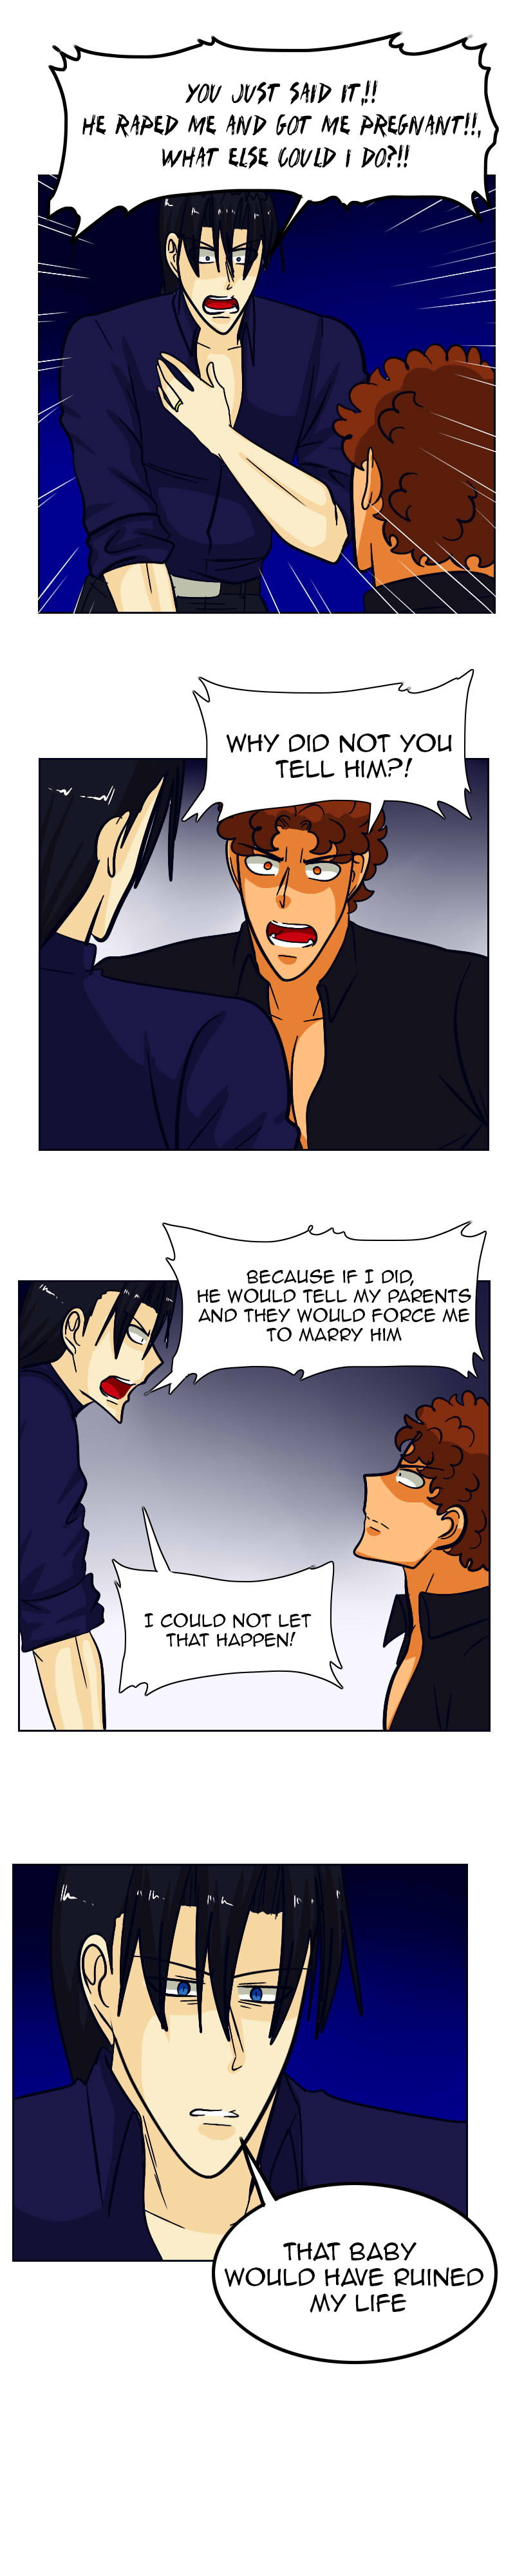 YOU JUST SAID IT,!!
HE RAPED ME AND GOT ME PREGNANT!!,
WHAT ELSE COULD I DO?!!
WHY DID NOT YOU
TELL HIM?!
BECAUSE IF I DID,
HE WOULD TELL MY PARENTS
AND THEY WOULD FORCE ME
TO MARRY HIM
I COULD NOT LET
THAT HAPPEN!
THAT BABY
WOULD HAVE RUINED
MY LIFE